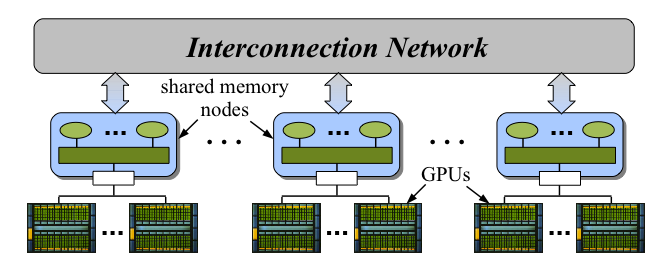 Interconnection Network
shared memory
nodes
GPUs